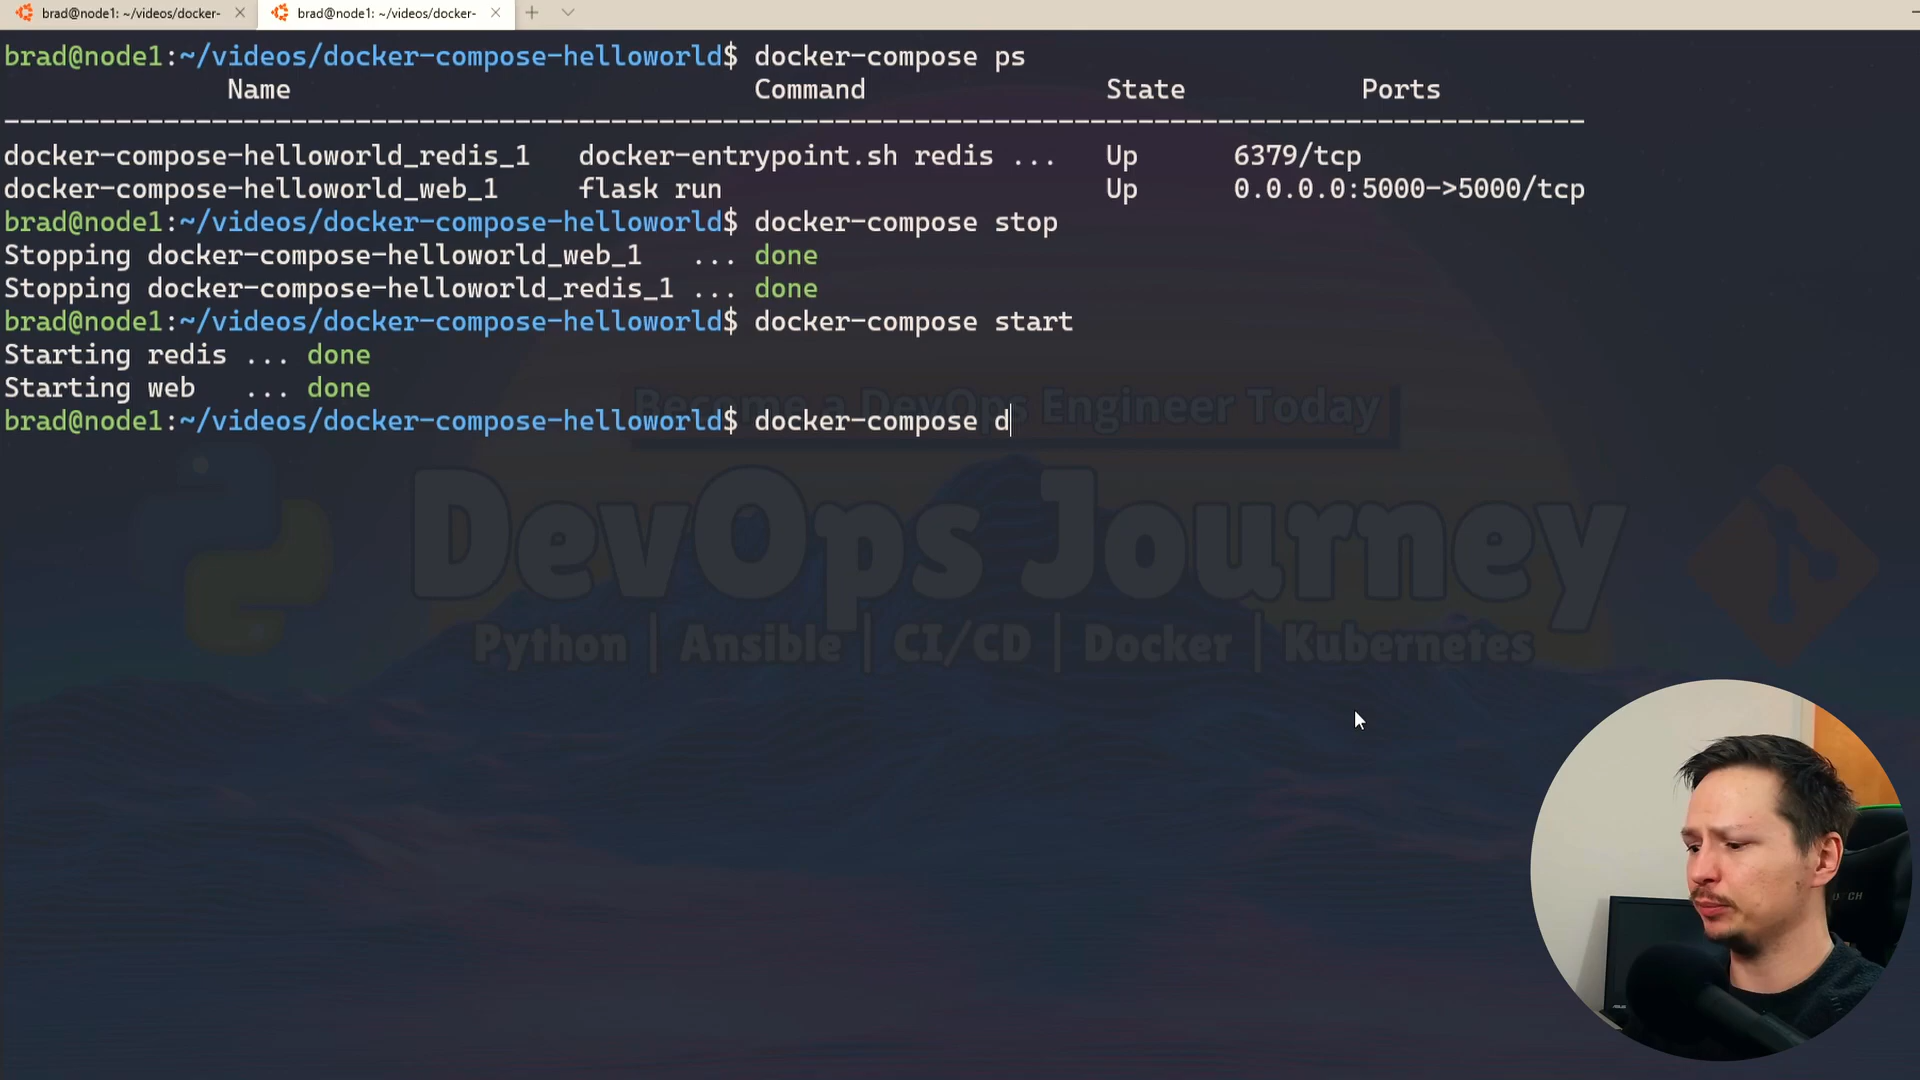 brad@node1: ~/videos/docker-
brad@node1: ~/videos/docker-
brad@node1:~/videos/docker-compose-helloworld$ docker-compose ps
Name Command State Ports
---------------------------------------------------------------------------------------------------
docker-compose-helloworld_redis_1 docker-entrypoint.sh redis ... Up 6379/tcp
docker-compose-helloworld_web_1 flask run Up 0.0.0.0:5000->5000/tcp
brad@node1:~/videos/docker-compose-helloworld$ docker-compose stop
Stopping docker-compose-helloworld_web_1 ... done
Stopping docker-compose-helloworld_redis_1 ... done
brad@node1:~/videos/docker-compose-helloworld$ docker-compose start
Starting redis ... done
Starting web ... done
brad@node1:~/videos/docker-compose-helloworld$ docker-compose d
Become a DevOps Engineer Today
DevOps Journey
Python | Ansible | CI/CD | Docker | Kubernetes